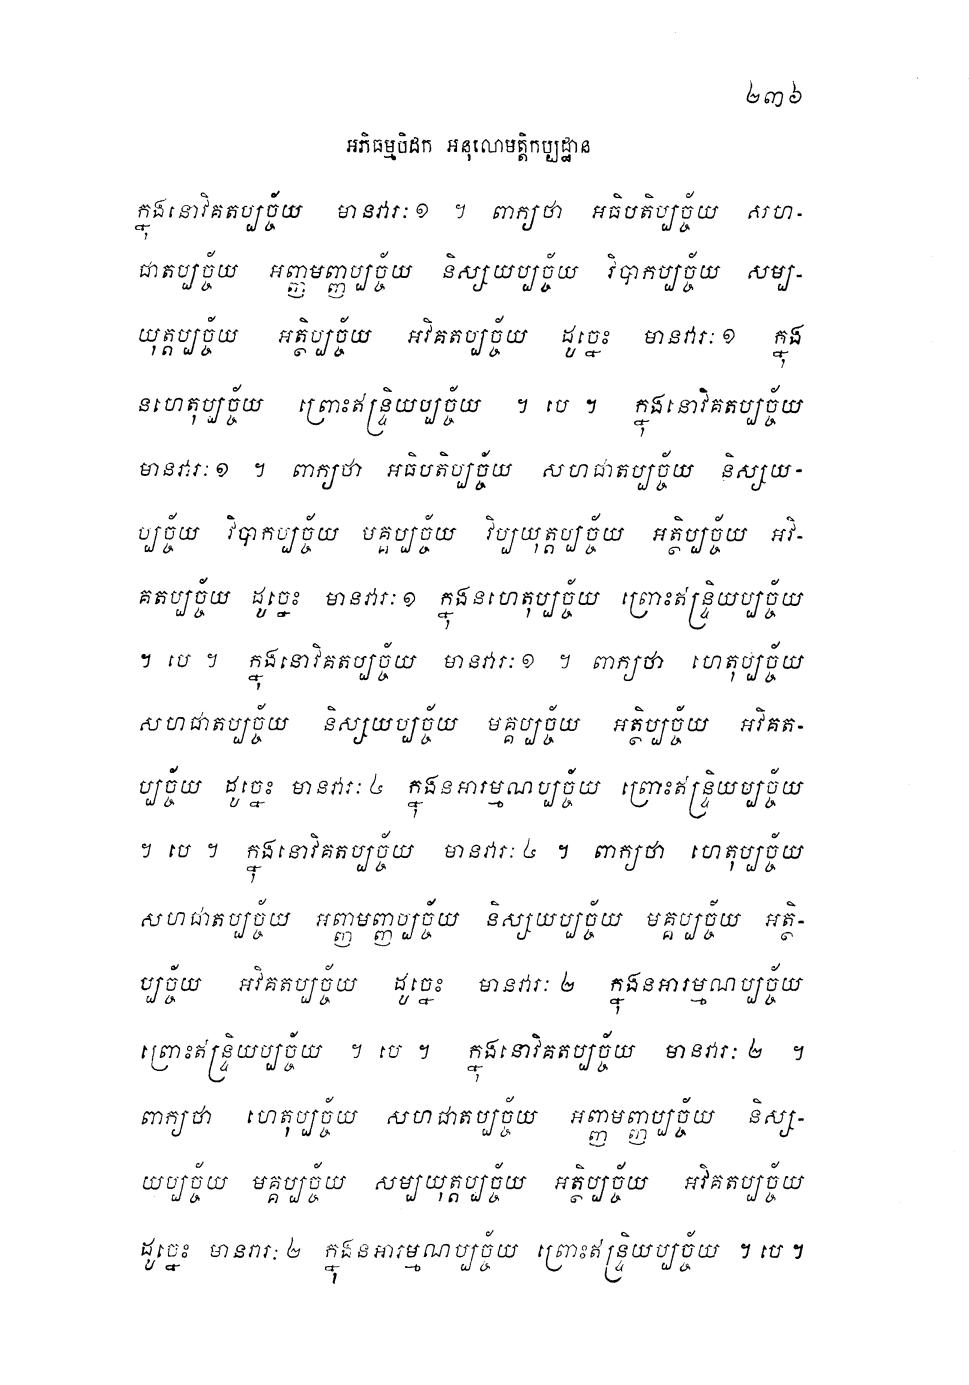 ២៣៦
អភិធម្មបិដក អនុលោមត្តិកប្បដ្ឋាន
ក្នុងនោវិគតប្បច្ច័យ មានវារៈ១ ។ ពាក្យថា អធិបតិប្បច្ច័យ សហ-
ជាតប្បច្ច័យ អញ្ញាមញ្ញប្បច្ច័យ និស្សយប្បច្ច័យ វិបាកប្បច្ច័យ សម្ប-
យុត្តប្បច្ច័យ អត្ថិប្បច្ច័យ អវិគតប្បច្ច័យ ដូច្នេះ មានវារៈ១ ក្នុង
នហេតុប្បច្ច័យ ព្រោះឥន្ទ្រិយប្បច្ច័យ ។ បេ ។ ក្នុងនោវិគតប្បច្ច័យ
មានវារៈ១ ។ ពាក្យថា អធិបតិប្បច្ច័យ សហជាតប្បច្ច័យ និស្សយ-
ប្បច្ច័យ វិបាកប្បច្ច័យ មគ្គប្បច្ច័យ វិប្បយុត្តប្បច្ច័យ អត្ថិប្បច្ច័យ អវិ-
គតប្បច្ច័យ ដូច្នេះ មានវារៈ១ ក្នុងនហេតុប្បច្ច័យ ព្រោះឥន្ទ្រិយប្បច្ច័យ
។ បេ ។ ក្នុងនោវិគតប្បច្ច័យ មានវារៈ១ ។ ពាក្យថា ហេតុប្បច្ច័យ
សហជាតប្បច្ច័យ និស្សយប្បច្ច័យ មគ្គប្បច្ច័យ អត្ថិប្បច្ច័យ អវិគត-
ប្បច្ច័យ ដូច្នេះ មានវារៈ៤ ក្នុងនអារម្មណប្បច្ច័យ ព្រោះឥន្ទ្រិយប្បច្ច័យ
។ បេ ។ ក្នុងនោវិគតប្បច្ច័យ មានវារៈ៤ ។ ពាក្យថា ហេតុប្បច្ច័យ
សហជាតប្បច្ច័យ អញ្ញាមញ្ញប្បច្ច័យ និស្សយប្បច្ច័យ មគ្គប្បច្ច័យ អត្ថិ-
ប្បច្ច័យ អវិគតប្បច្ច័យ ដូច្នេះ មានវារៈ២ ក្នុងនអារម្មណប្បច្ច័យ
ព្រោះឥន្ទ្រិយប្បច្ច័យ ។ បេ ។ ក្នុងនោវិគតប្បច្ច័យ មានវារៈ២ ។
ពាក្យថា ហេតុប្បច្ច័យ សហជាតប្បច្ច័យ អញ្ញាមញ្ញប្បច្ច័យ និស្ស-
យប្បច្ច័យ មគ្គប្បច្ច័យ សម្បយុត្តប្បច្ច័យ អត្ថិប្បច្ច័យ អវិគតប្បច្ច័យ
ដូច្នេះ មានវារៈ២ ក្នុងនអារម្មណប្បច្ច័យ ព្រោះឥន្ទ្រិយប្បច្ច័យ ។ បេ ។